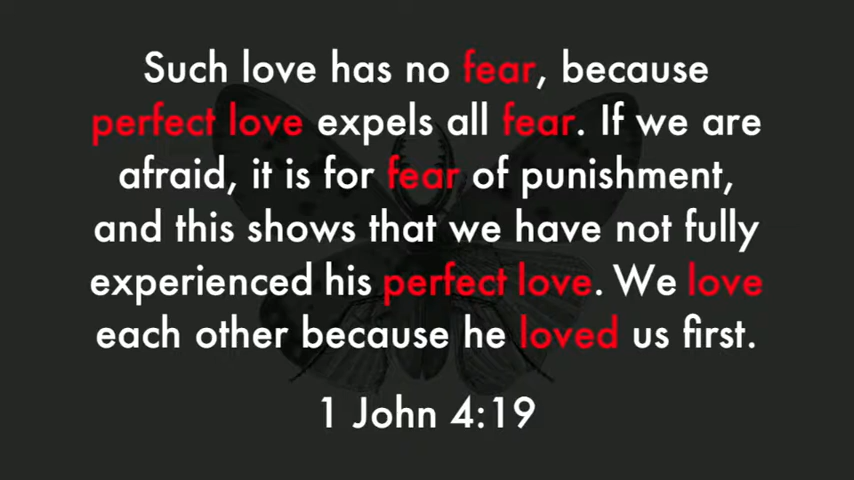 Such love has no fear, because
perfect love expels all fear. If we are
afraid, it is for fear of punishment,
and this shows that we have not fully
experienced his perfect love. We love
each other because he loved us first.
1 John 4:19